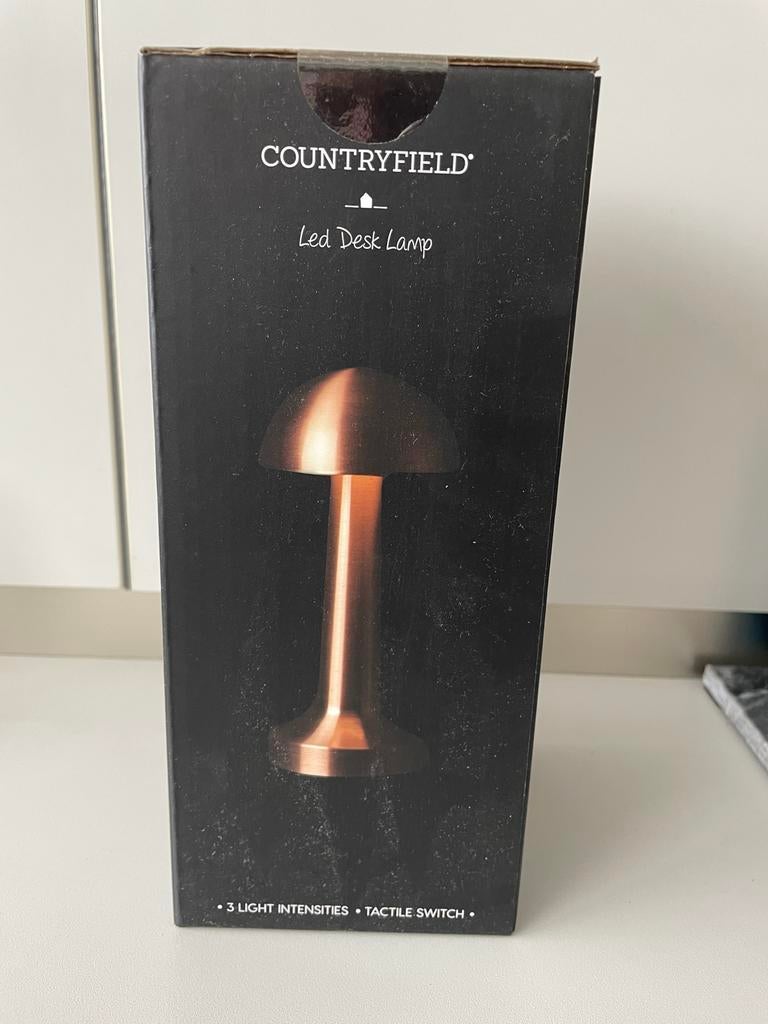 COUNTRYFIELD®
Led Desk Lamp
• 3 LIGHT INTENSITIES • TACTILE SWITCH •